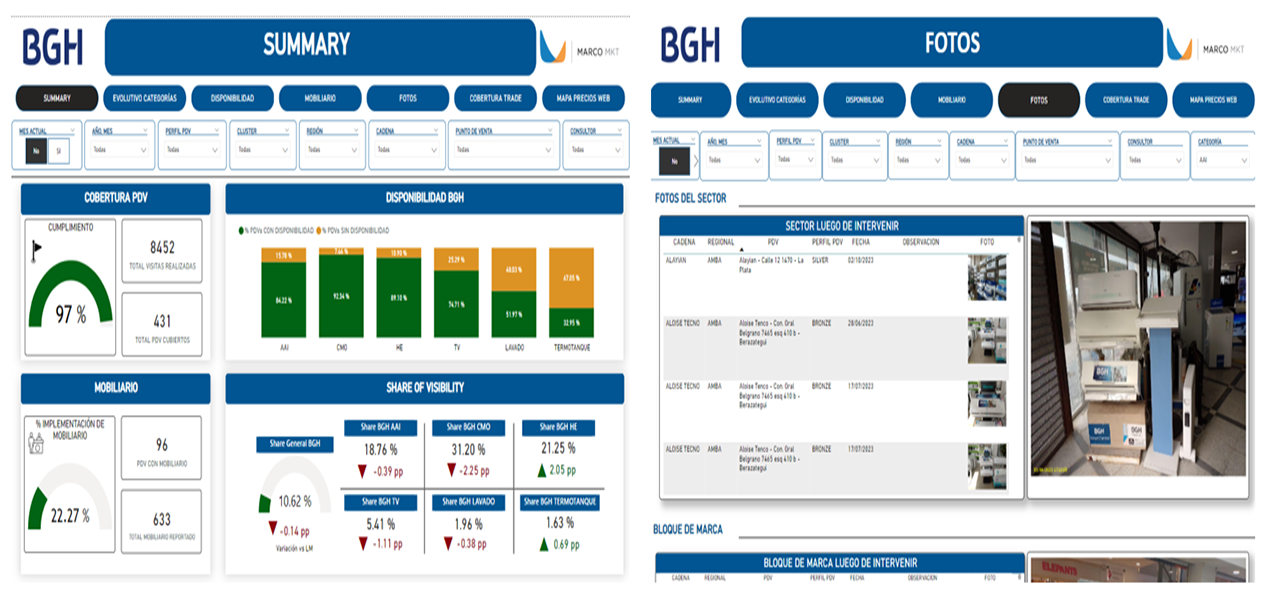 BGH
SUMMARY
MARCO MKT
SUMMARY
EVOLUTIVO CATEGORÍAS
DISPONIBILIDAD
MOBILIARIO
FOTOS
COBERTURA TRADE
MAPA PRECIOS WEB
MES ACTUAL
No
Sí
AÑO, MES
Todas
PERFIL PDV
Todas
CLUSTER
Todas
REGIÓN
Todas
CADENA
Todas
PUNTO DE VENTA
Todas
CONSULTOR
Todas
COBERTURA PDV
CUMPLIMIENTO
97 %
8452
TOTAL VISITAS REALIZADAS
431
TOTAL PDV CUBIERTOS
DISPONIBILIDAD BGH
% PDVs CON DISPONIBILIDAD
% PDVs SIN DISPONIBILIDAD
15.78 %
7.66 %
10.90 %
25.29 %
48.03 %
67.05 %
84.22 %
92.34 %
89.10 %
74.71 %
51.97 %
32.95 %
AAI
CMO
HE
TV
LAVADO
TERMOTANQUE
MOBILIARIO
% IMPLEMENTACIÓN DE
MOBILIARIO
22.27 %
96
PDV CON MOBILIARIO
633
TOTAL MOBILIARIO REPORTADO
SHARE OF VISIBILITY
Share General BGH
10.62 %
-0.14 pp
Variación vs LM
Share BGH AAI
18.76 %
-0.39 pp
Share BGH CMO
31.20 %
-2.25 pp
Share BGH HE
21.25 %
2.05 pp
Share BGH TV
5.41 %
-1.11 pp
Share BGH LAVADO
1.96 %
-0.38 pp
Share BGH TERMOTANQUE
1.63 %
0.69 pp
BGH
FOTOS
MARCO MKT
SUMMARY
EVOLUTIVO CATEGORÍAS
DISPONIBILIDAD
MOBILIARIO
FOTOS
COBERTURA TRADE
MAPA PRECIOS WEB
MES ACTUAL
No
AÑO, MES
Todas
PERFIL PDV
Todas
CLUSTER
Todas
REGIÓN
Todas
CADENA
Todas
PUNTO DE VENTA
Todas
CONSULTOR
Todas
CATEGORÍA
AAI
FOTOS DEL SECTOR
SECTOR LUEGO DE INTERVENIR
CADENA REGIONAL PDV PERFIL PDV FECHA OBSERVACION FOTO
ALAYIAN AMBA Alayian - Calle 12 1470 - La SILVER 02/10/2023
Plata
ALOISE TECNO AMBA Aloise Tenco - Con. Gral BRONZE 28/06/2023
Belgrano 7465 esq 410 b -
Berazategui
ALOISE TECNO AMBA Aloise Tenco - Con. Gral BRONZE 17/07/2023
Belgrano 7465 esq 410 b -
Berazategui
ALOISE TECNO AMBA Aloise Tenco - Con. Gral BRONZE 17/07/2023
Belgrano 7465 esq 410 b -
Berazategui
BGH
BGH
BLOQUE DE MARCA
BLOQUE DE MARCA LUEGO DE INTERVENIR
CADENA REGIONAL PDV PERFIL PDV FECHA OBSERVACION FOTO
ELEPANTS